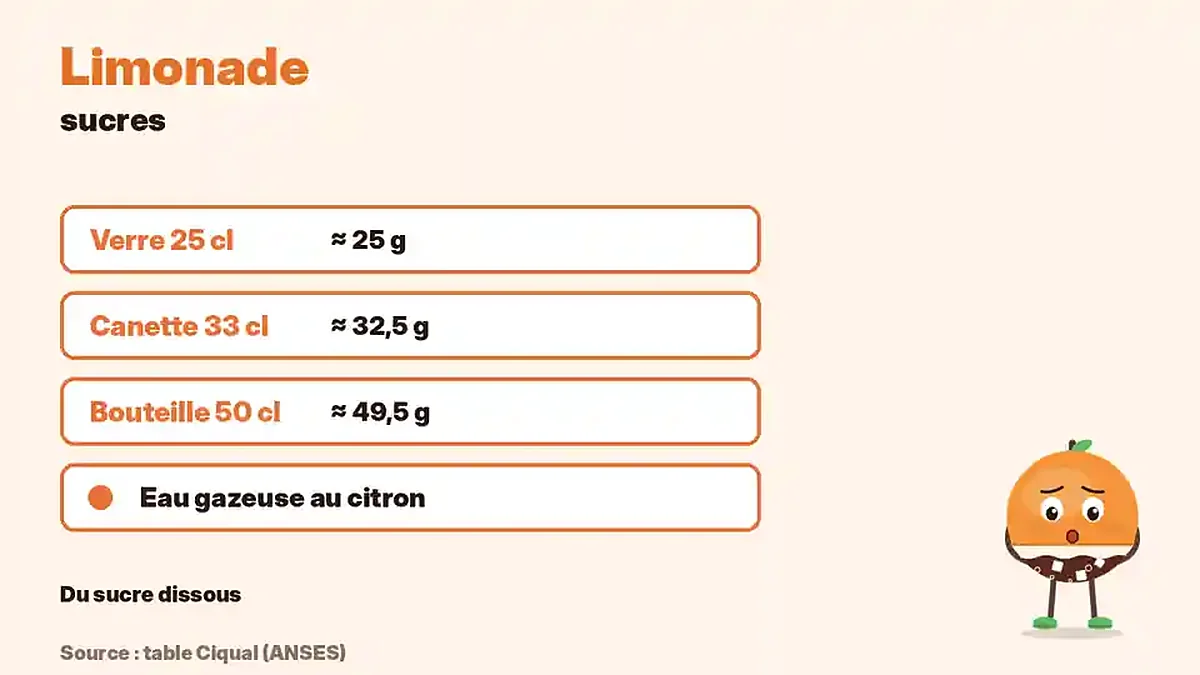 Limonade
sucres
Verre 25 cl ≈ 25 g
Canette 33 cl ≈ 32,5 g
Bouteille 50 cl ≈ 49,5 g
Eau gazeuse au citron
Du sucre dissous
Source : table Ciqual (ANSES)